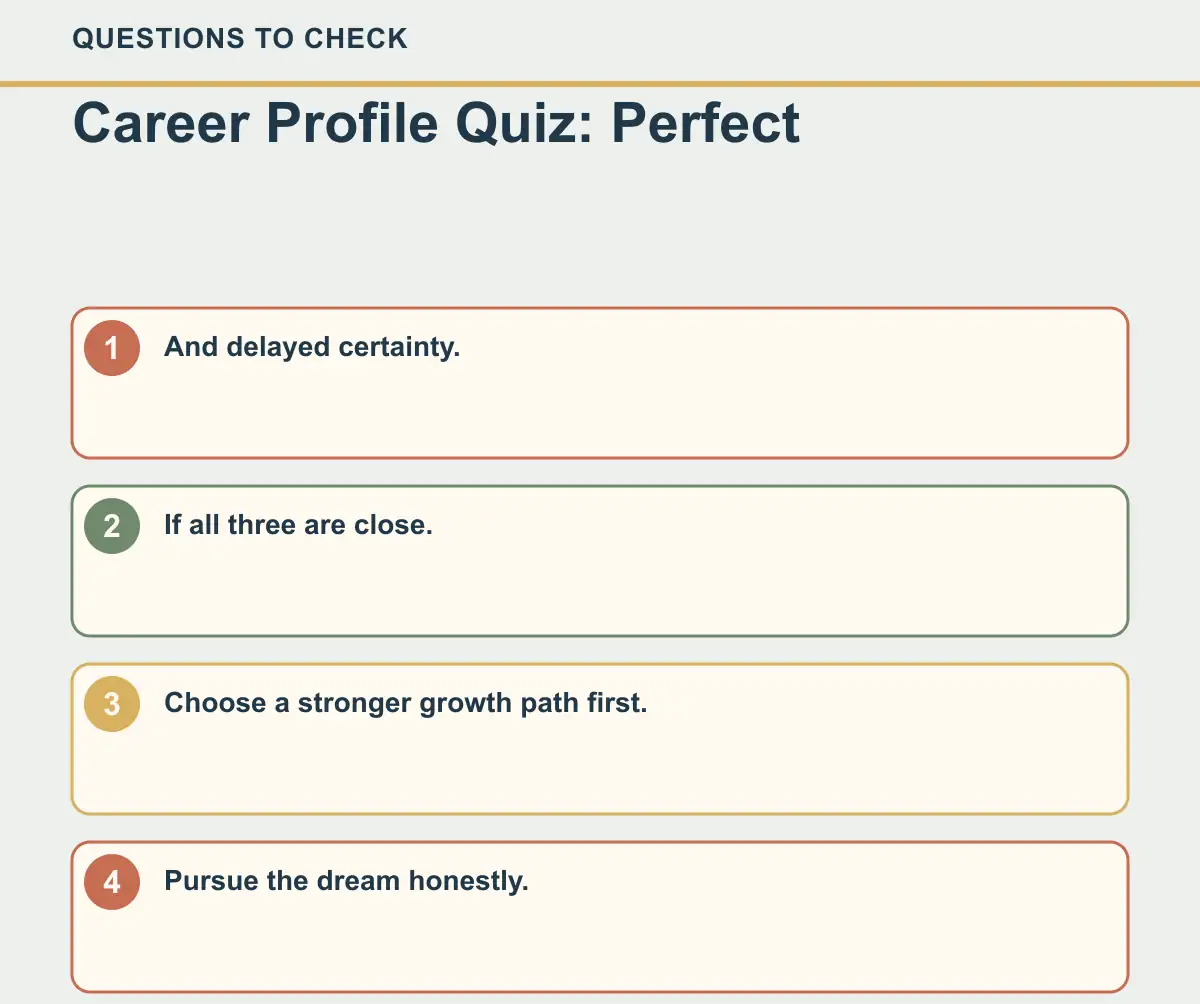 QUESTIONS TO CHECK
Career Profile Quiz: Perfect
1
And delayed certainty.
2
If all three are close.
3
Choose a stronger growth path first.
4
Pursue the dream honestly.